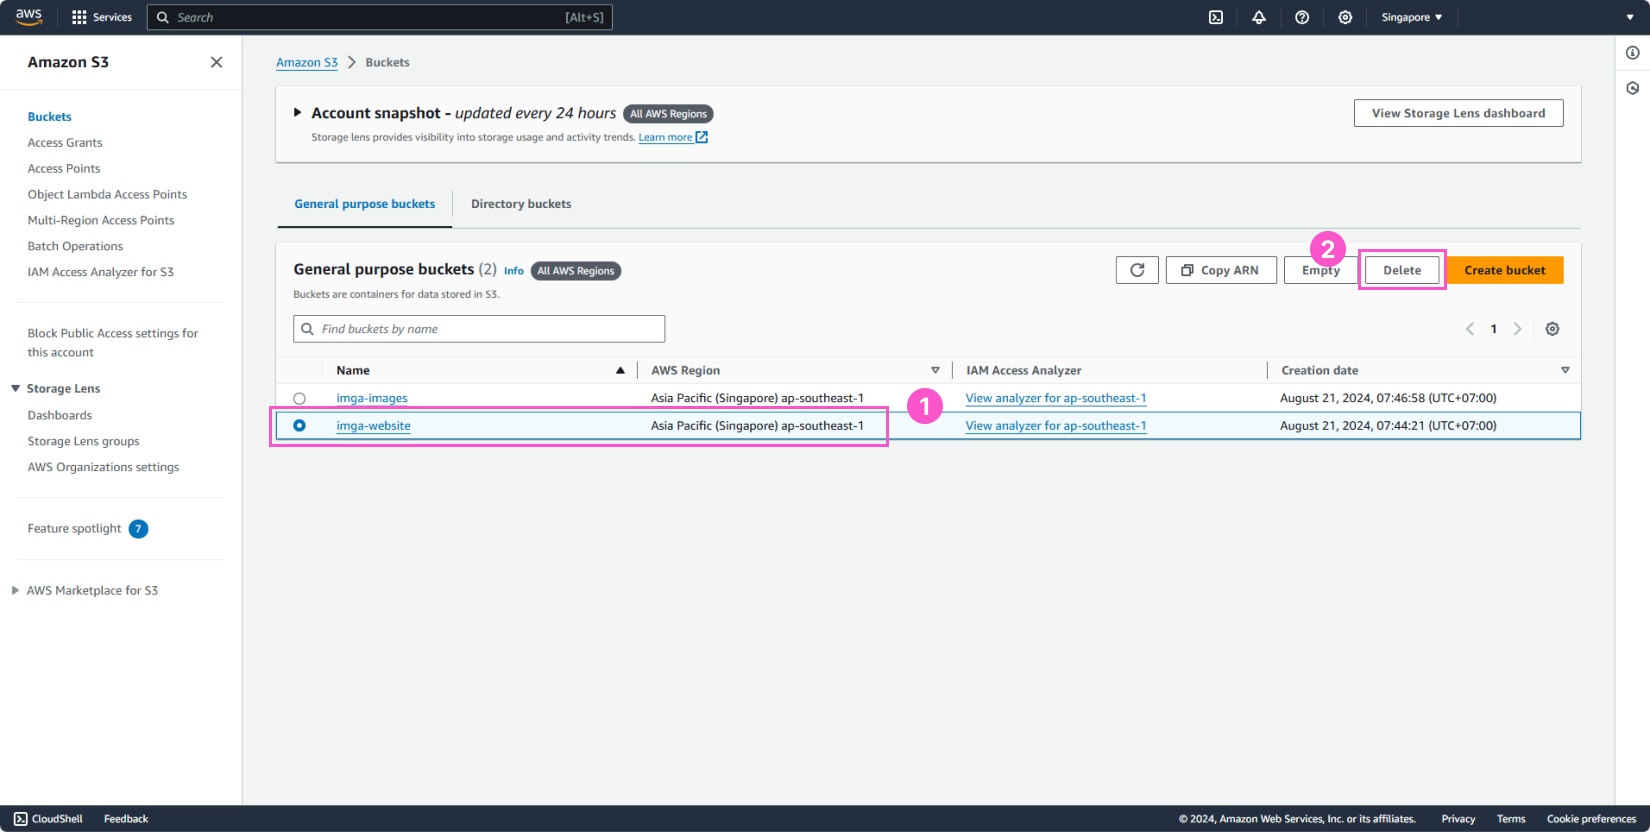 aws Services Search [Alt+S] Singapore
Amazon S3
Buckets
Access Grants
Access Points
Object Lambda Access Points
Multi-Region Access Points
Batch Operations
IAM Access Analyzer for S3
Block Public Access settings for
this account
Storage Lens
Dashboards
Storage Lens groups
AWS Organizations settings
Feature spotlight 7
AWS Marketplace for S3
Amazon S3 Buckets
Account snapshot - updated every 24 hours All AWS Regions
View Storage Lens dashboard
Storage lens provides visibility into storage usage and activity trends. Learn more
General purpose buckets Directory buckets
General purpose buckets (2) Info All AWS Regions
Copy ARN Empty 2 Delete Create bucket
Buckets are containers for data stored in S3.
Find buckets by name
1
Name AWS Region IAM Access Analyzer Creation date
imga-images Asia Pacific (Singapore) ap-southeast-1 View analyzer for ap-southeast-1 August 21, 2024, 07:46:58 (UTC+07:00)
1
imga-website Asia Pacific (Singapore) ap-southeast-1 View analyzer for ap-southeast-1 August 21, 2024, 07:44:21 (UTC+07:00)
CloudShell Feedback © 2024, Amazon Web Services, Inc. or its affiliates. Privacy Terms Cookie preferences